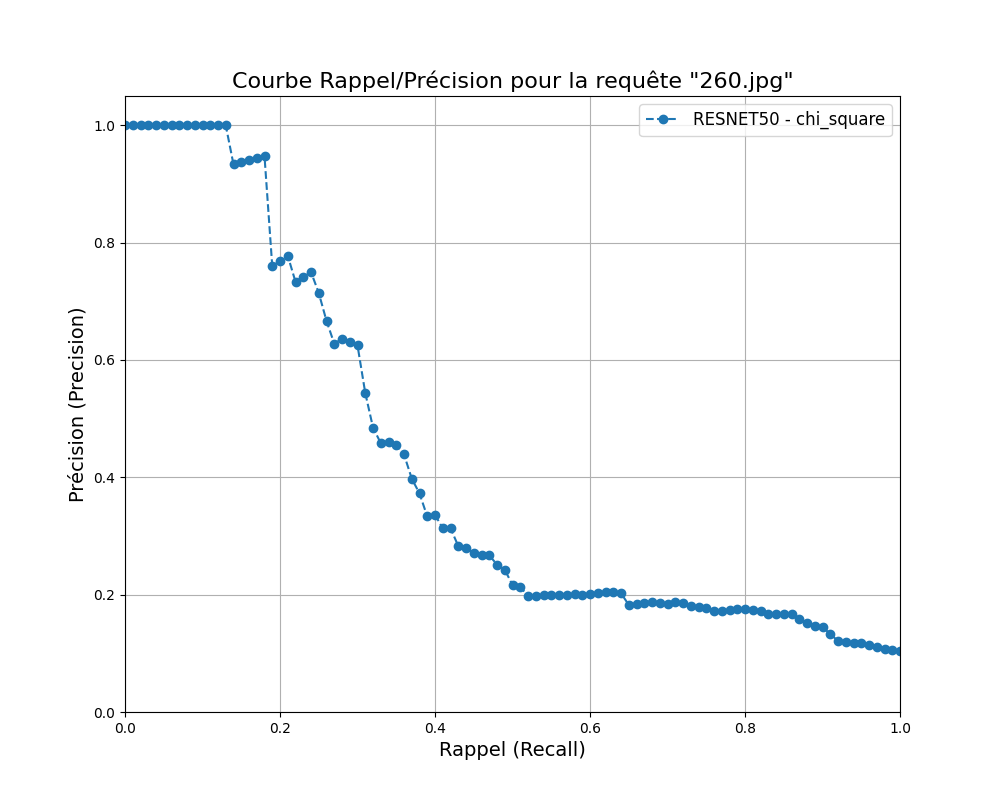 Courbe Rappel/Précision pour la requête "260.jpg"
RESNET50 - chi_square
1.0
0.8
0.6
0.4
0.2
0.0
Précision (Precision)
0.0 0.2 0.4 0.6 0.8 1.0
Rappel (Recall)